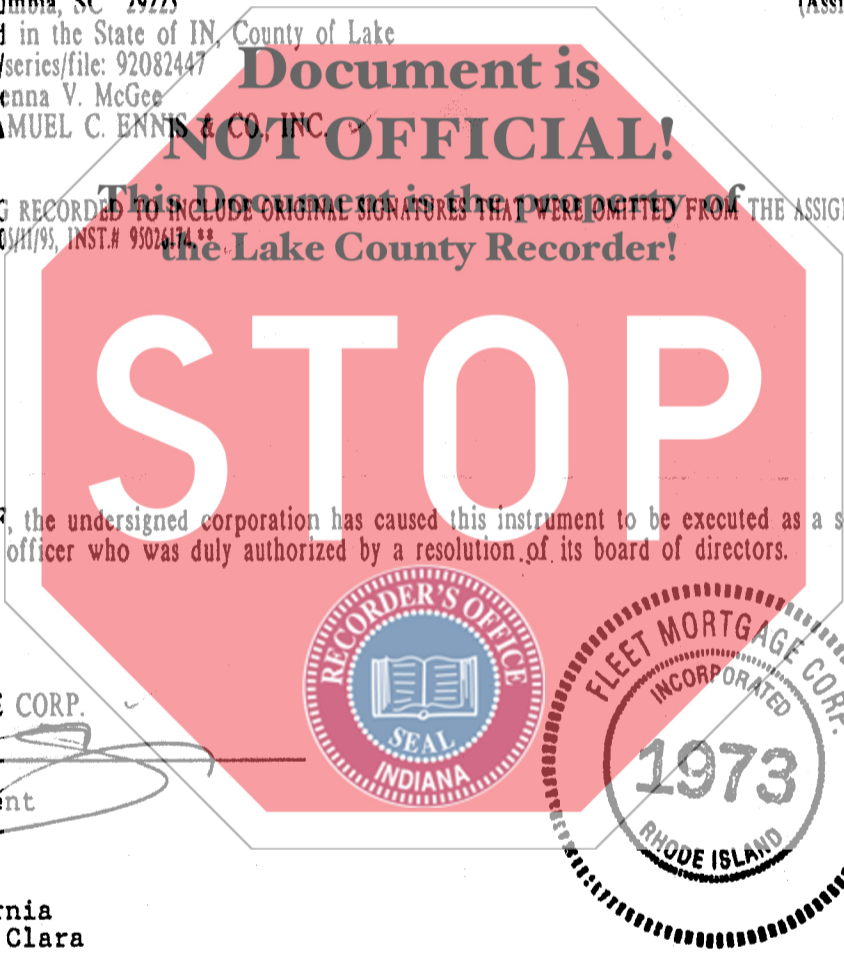 SC 29223
in the State of IN, County of Lake
/series/file: 92082447
enna V. McGee
AMUEL C. ENNIS & CO., INC.
Document is
NOT OFFICIAL!
This Document is the property of
the Lake County Recorder!
G RECORDED TO INCLUDE ORIGINAL SIGNATURES THAT WERE OMITTED FROM THE ASSIG
05/11/95, INST.# 95026174.**
STOP
, the undersigned corporation has caused this instrument to be executed as a s
officer who was duly authorized by a resolution of its board of directors.
RECORDER'S OFFICE
SEAL
INDIANA
FLEET MORTGAGE CORP.
INCORPORATED
1973
RHODE ISLAND
E CORP.
ent
rnia
Clara